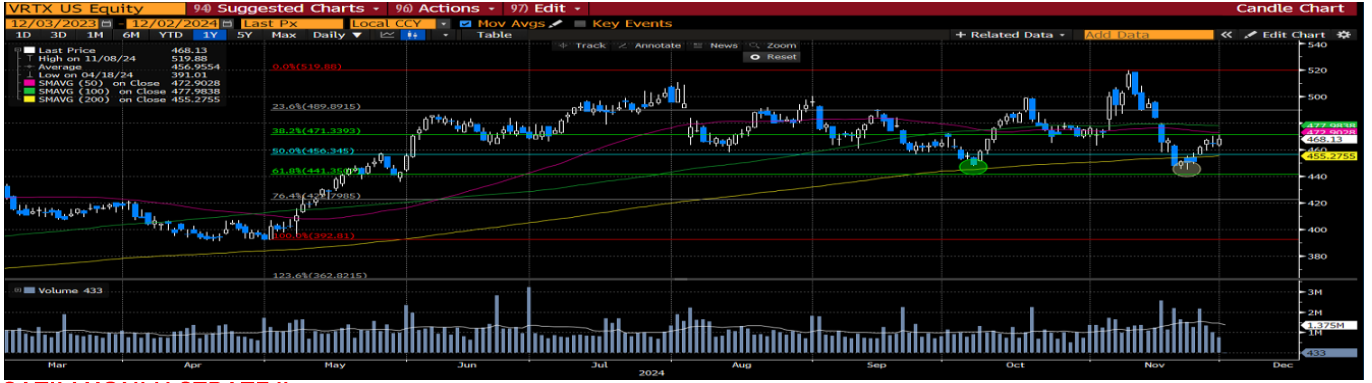 VRTX US Equity 94) Suggested Charts 96) Actions 97) Edit Candle Chart
12/03/2023 - 12/02/2024 Last Px Local CCY Mov Avgs Key Events
1D 3D 1M 6M YTD 1Y 5Y Max Daily ▼ Table + Related Data Add Data « Edit Chart
Track Annotate News Zoom
Reset
Last Price 468.13
High on 11/08/24 519.88
Average 456.9554
Low on 04/18/24 391.01
SMAVG (50) on Close 472.9028
SMAVG (100) on Close 477.9838
SMAVG (200) on Close 455.2755
0.0%(519.88)
23.6%(489.8915)
38.2%(471.3393)
50.0%(456.345)
61.8%(441.35
76.4%(42
100.0%(392.81)
123.6%(362.8215)
540
520
500
477.9838
472.9028
468.13
460
455.2755
440
420
400
380
Volume 433
3M
2M
1.375M
1M
433
Mar Apr May Jun Jul Aug Sep Oct Nov Dec
2024